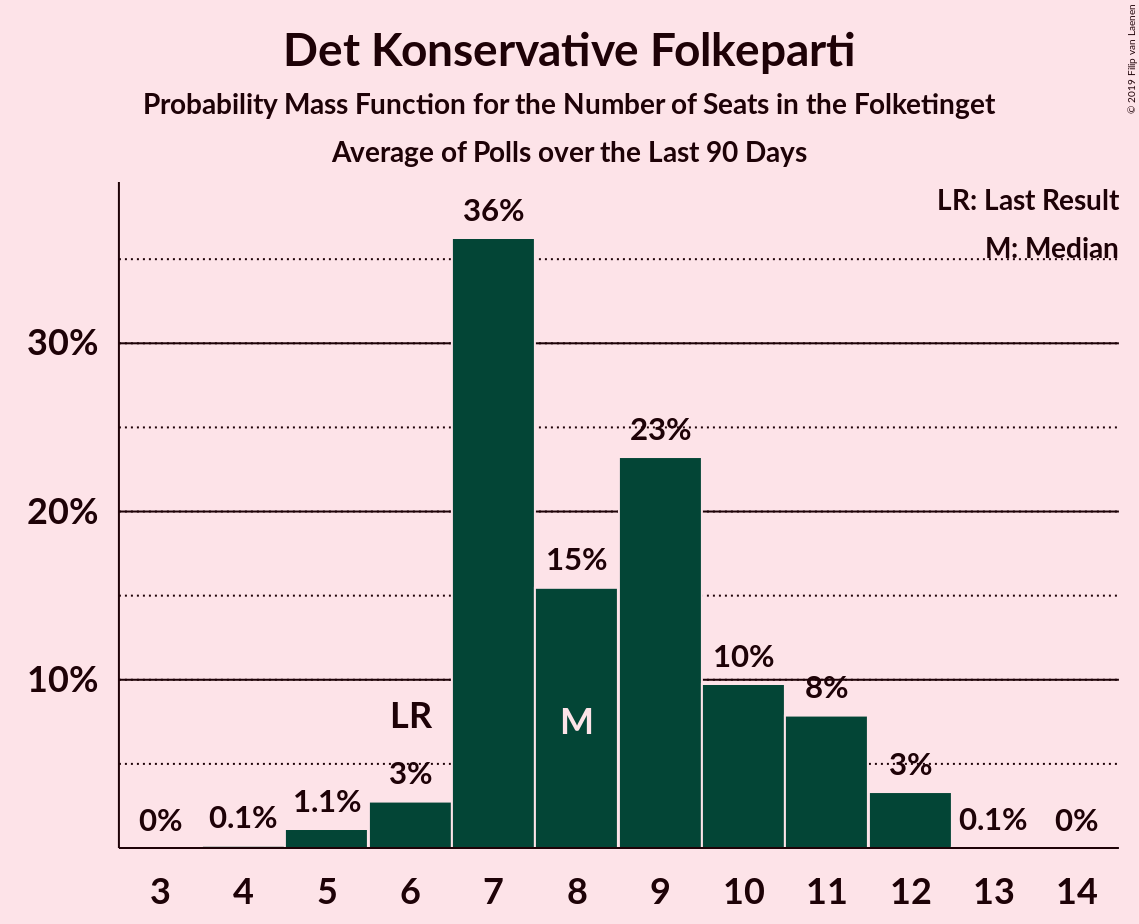 Det Konservative Folkeparti
Probability Mass Function for the Number of Seats in the Folketinget
Average of Polls over the Last 90 Days
© 2019 Filip van Laenen
LR: Last Result
M: Median
36%
30%
23%
20%
15%
10%
10%
8%
LR
M
3%
3%
1.1%
0%
0.1%
0.1%
0%
3 4 5 6 7 8 9 10 11 12 13 14